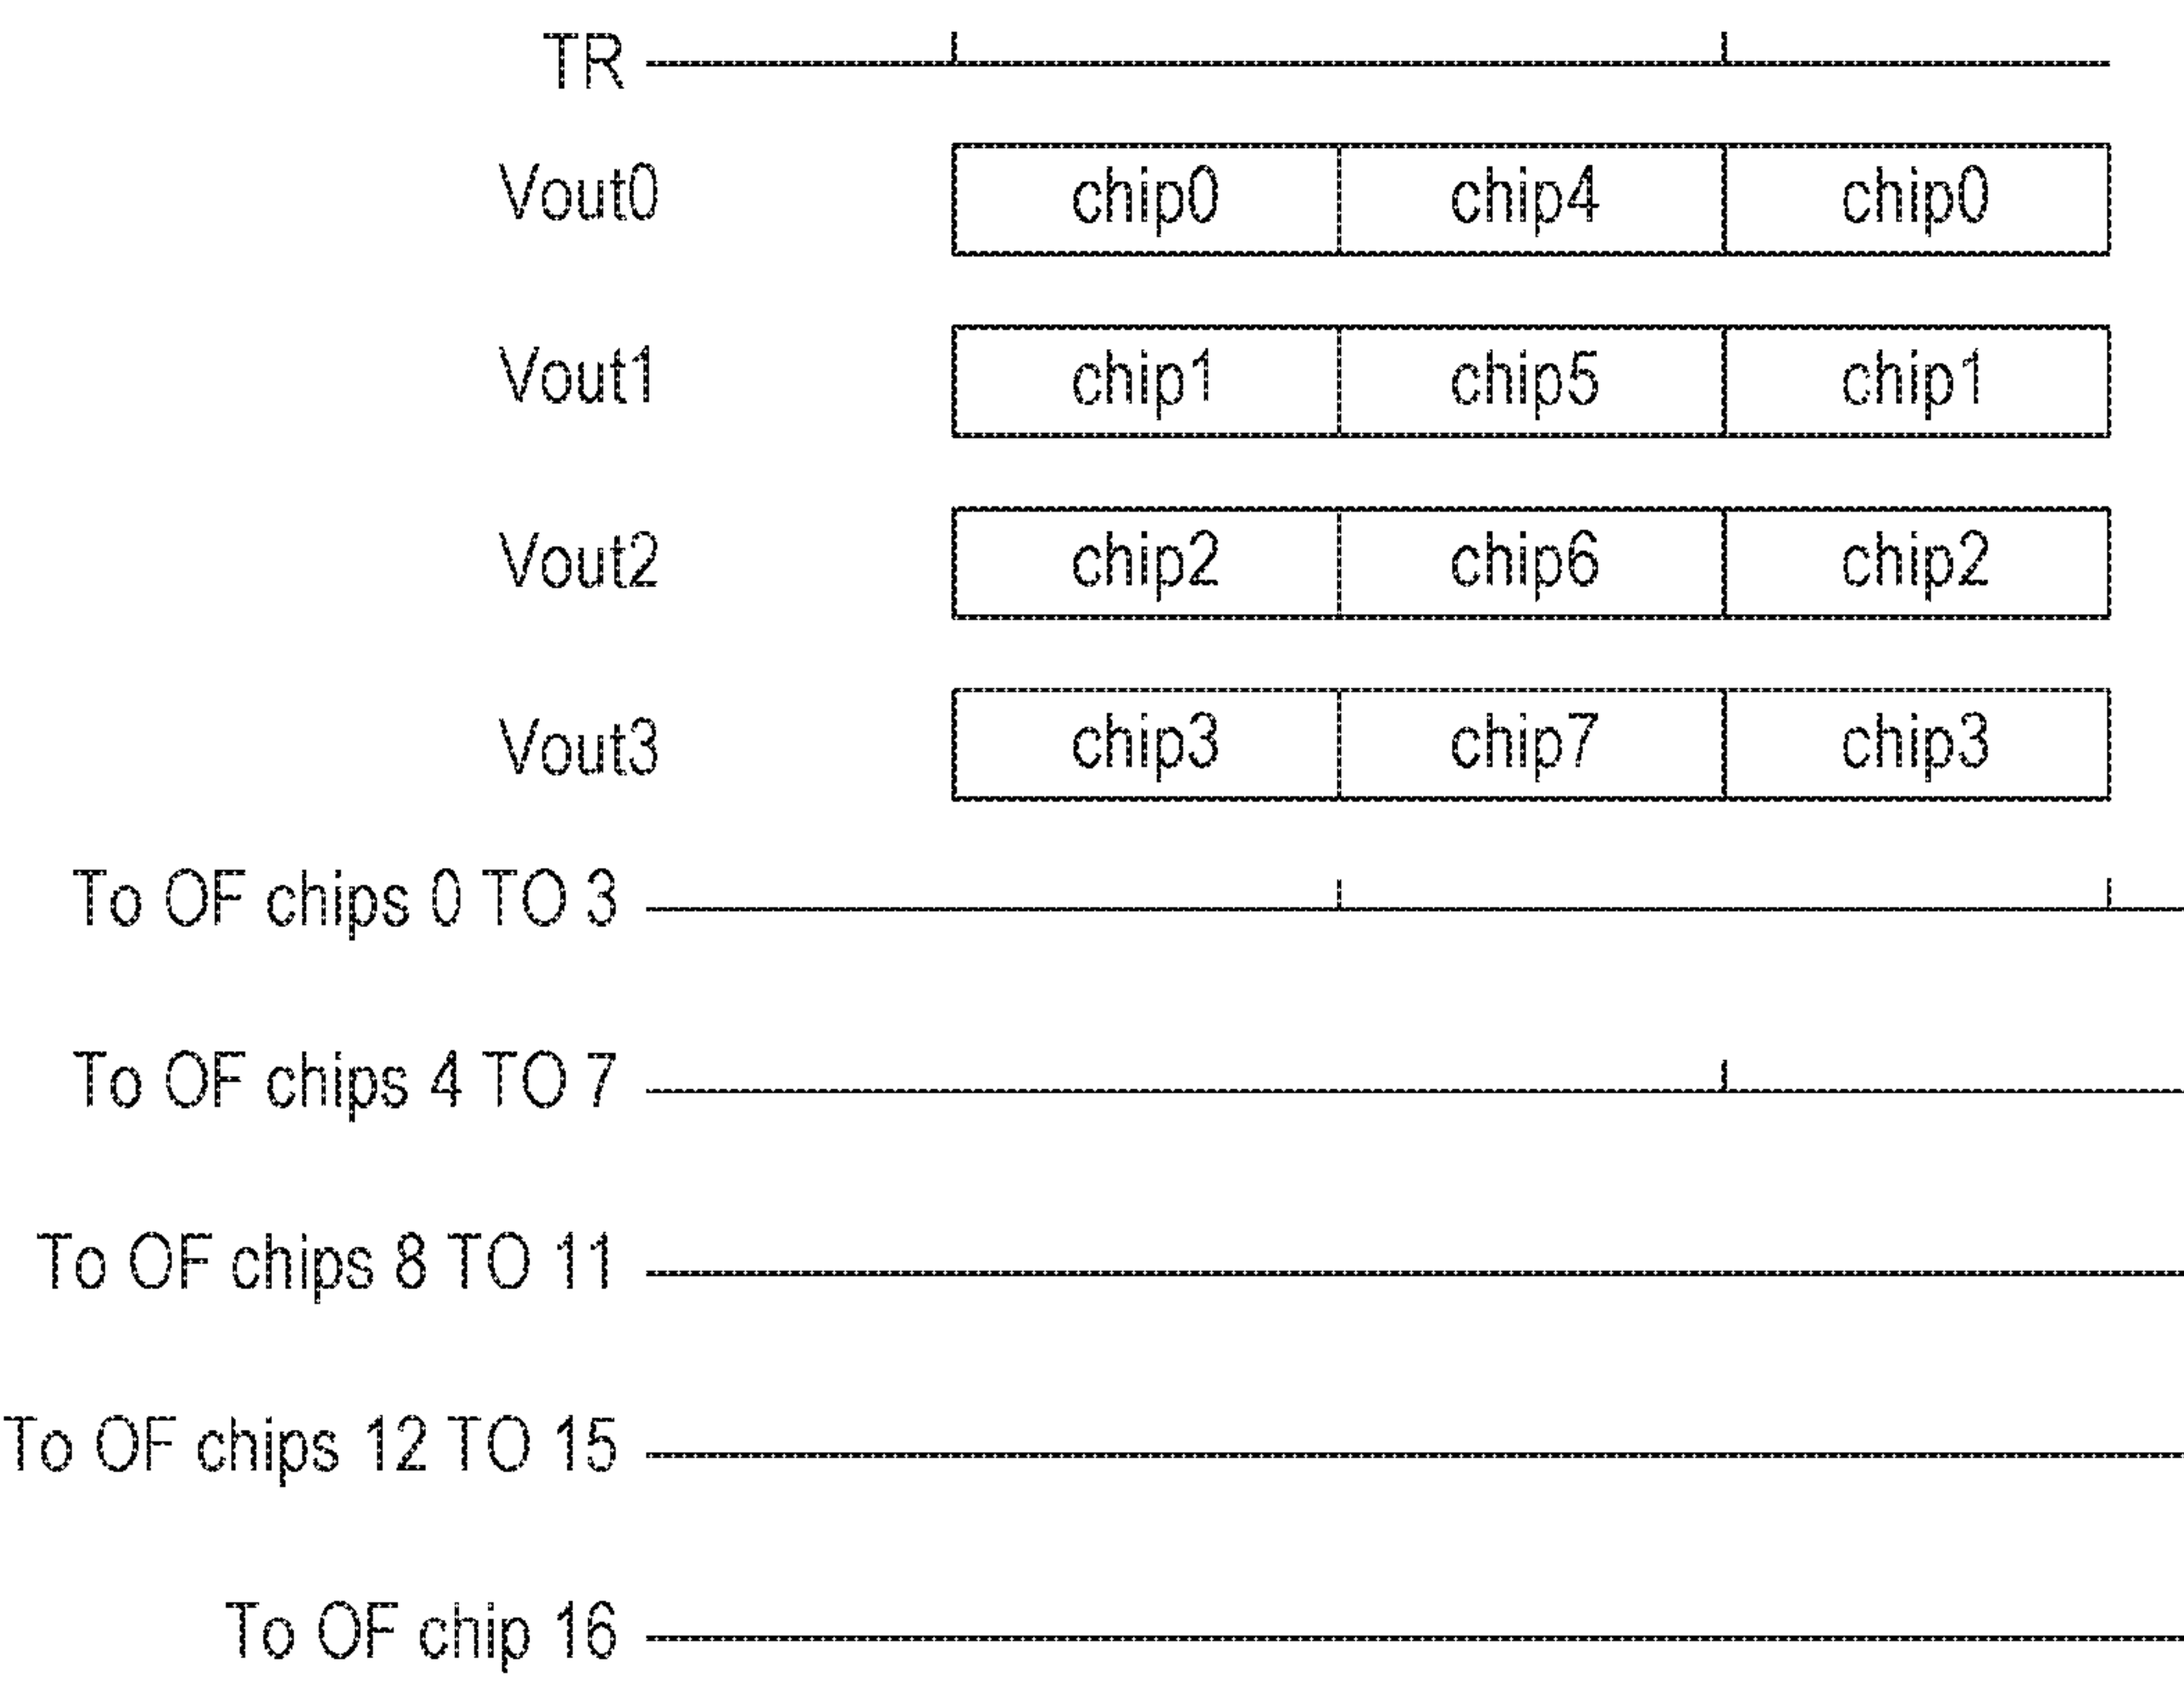 TR
Vout0 chip0 chip4 chip0
Vout1 chip1 chip5 chip1
Vout2 chip2 chip6 chip2
Vout3 chip3 chip7 chip3
To OF chips 0 TO 3
To OF chips 4 TO 7
To OF chips 8 TO 11
To OF chips 12 TO 15
To OF chip 16